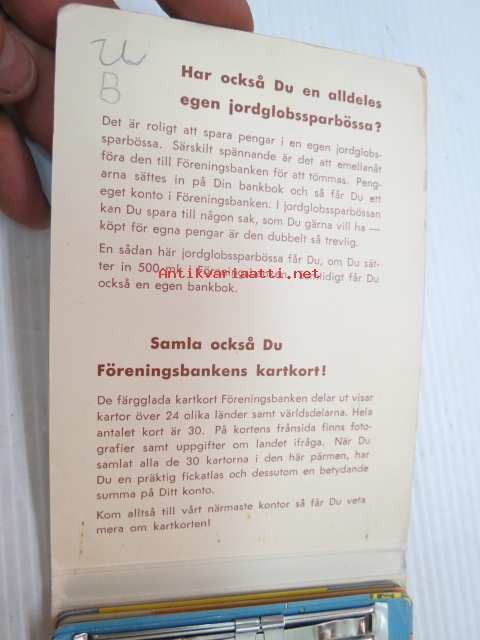 U
B
Har också Du en alldeles
egen jordglobssparbössa?
Det är roligt att spara pengar i en egen jordglobs-
sparbössa. Särskilt spännande är det att emellanåt
föra den till Föreningsbanken för att tömmas. Peng-
arna sättes in på Din bankbok och så får Du ett
eget konto i Föreningsbanken. I jordglobssparbössan
kan Du spara till någon sak, som Du gärna vill ha —
köpt för egna pengar är den dubbelt så trevlig.
En sådan här jordglobssparbössa får Du, om Du sät-
ter in 500 mk i Föreningsbanken. får Du
också en egen bankbok.
Antikvariaatti.net
Samla också Du
Föreningsbankens kartkort!
De färgglada kartkort Föreningsbanken delar ut visar
kartor över 24 olika länder samt världsdelarna. Hela
antalet kort är 30. På kortens frånsida finns foto-
grafier samt uppgifter om landet ifråga. När Du
samlat alla de 30 kartorna i den här pärmen, har
Du en präktig fickatlas och dessutom en betydande
summa på Ditt konto.
Kom alltså till vårt närmaste kontor så får Du veta
mera om kartkorten!